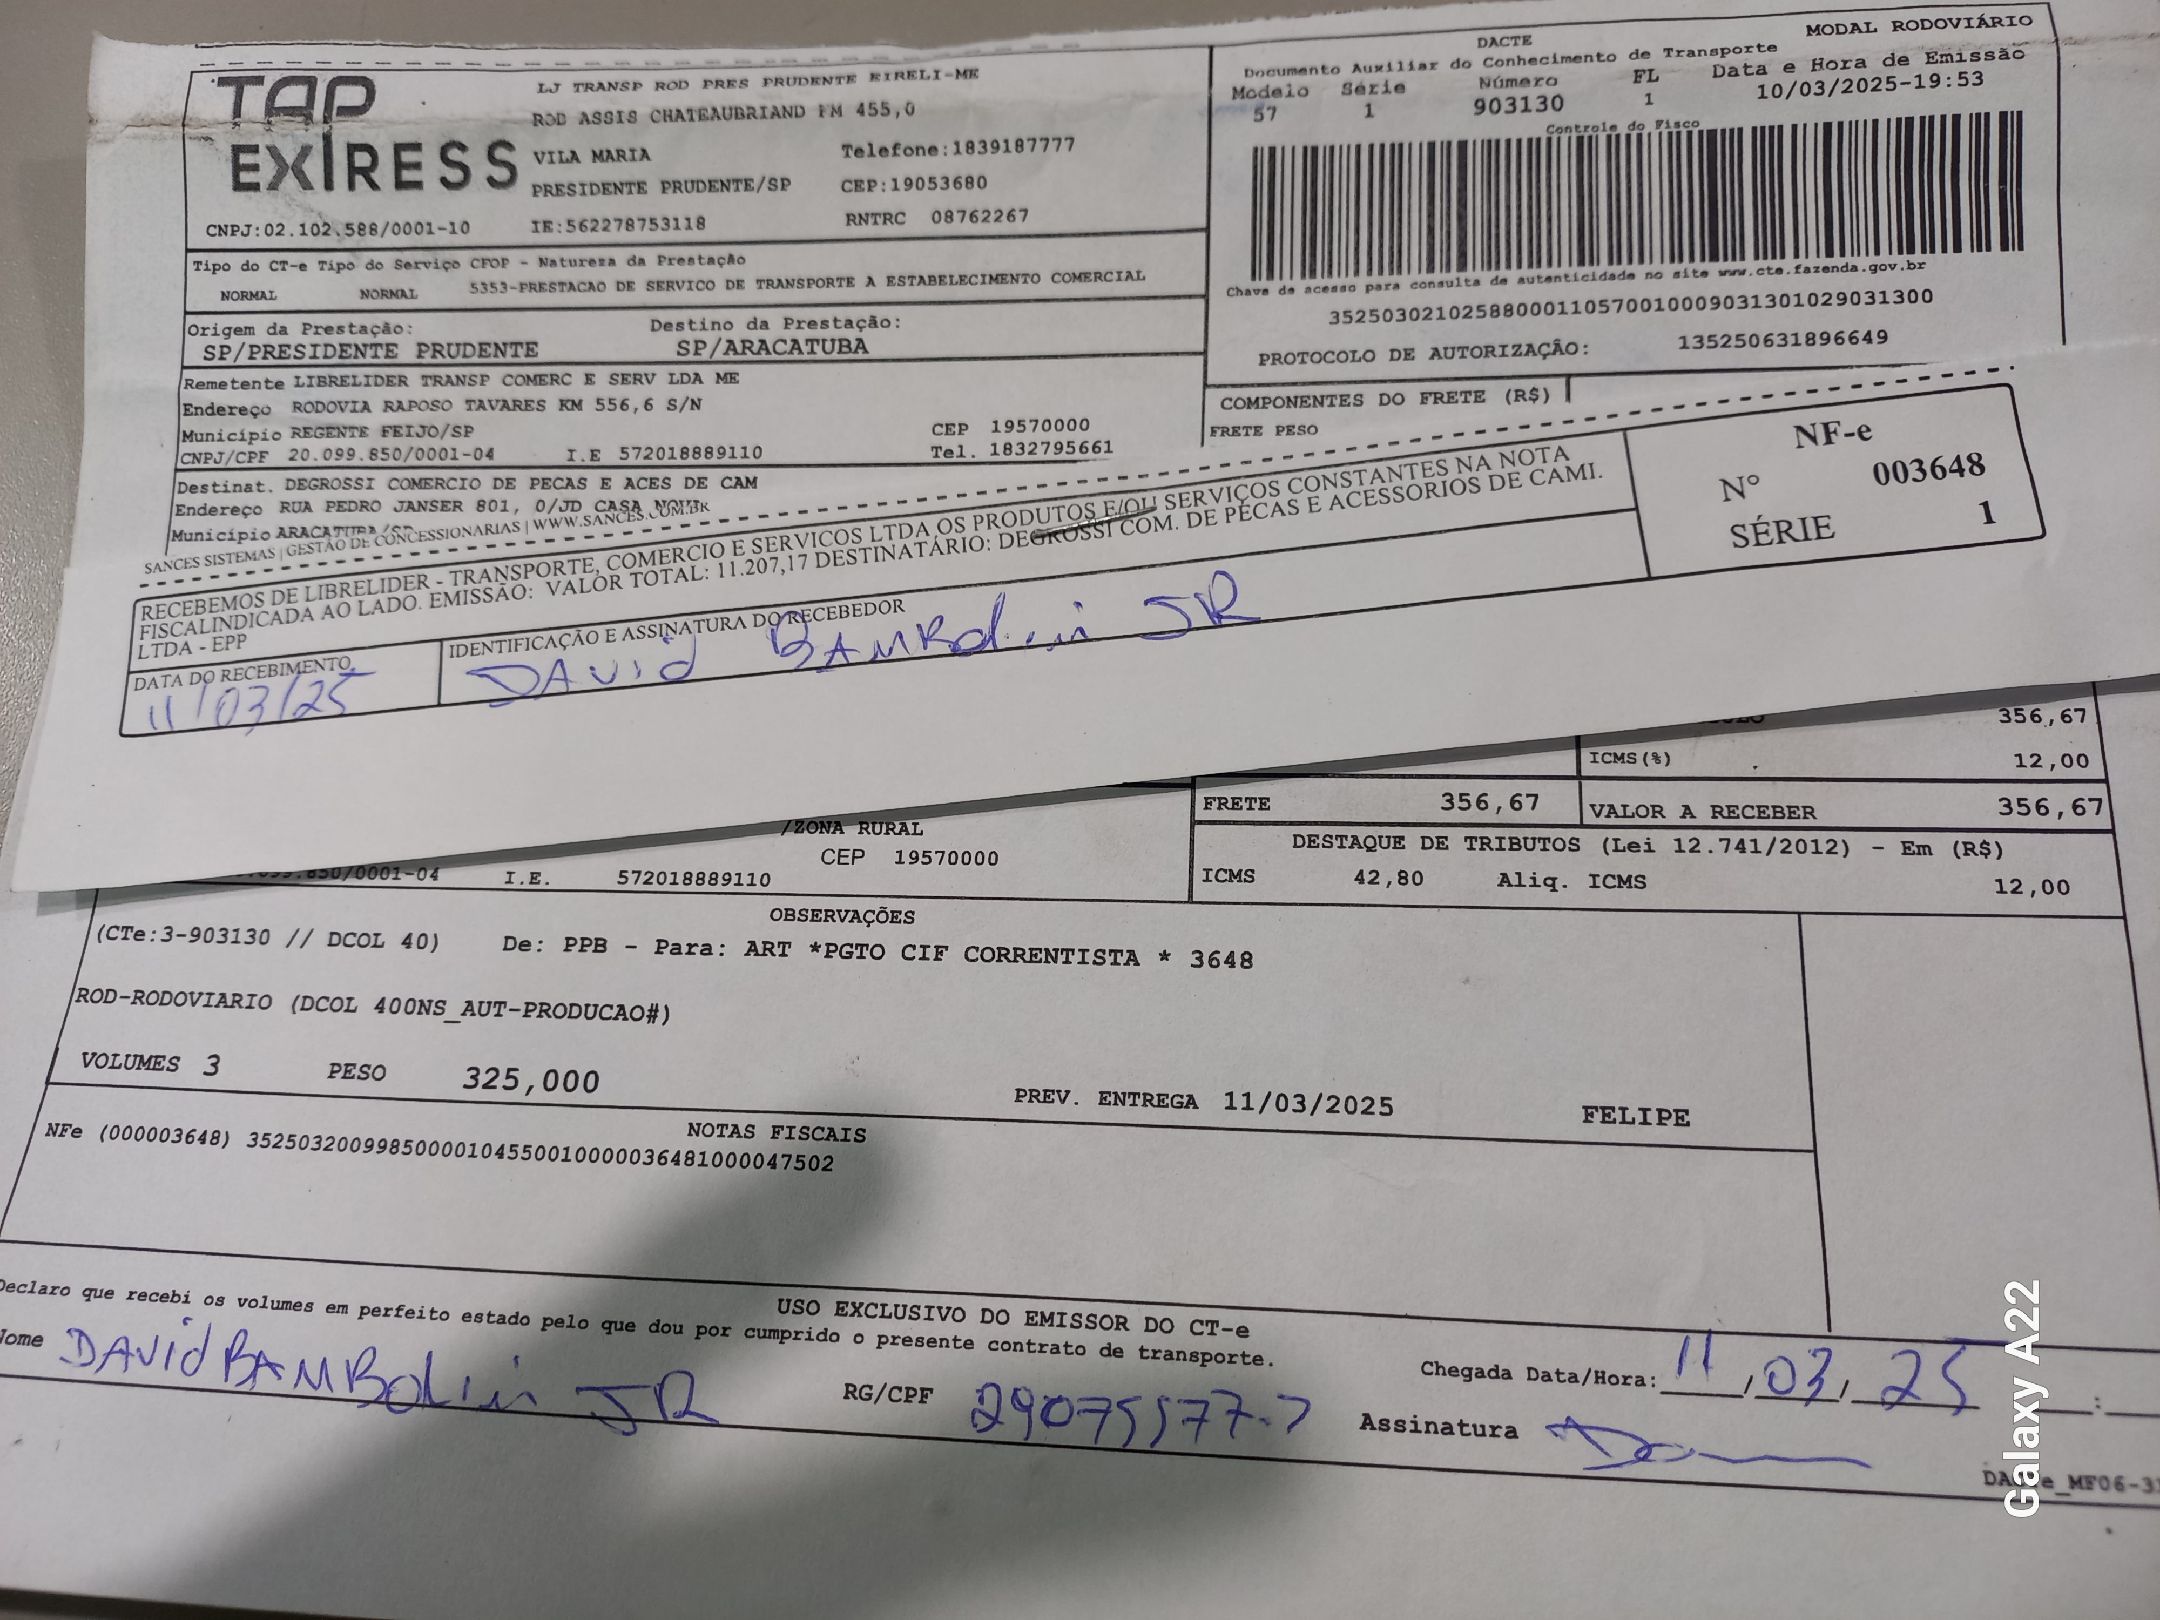 TAP EXPRESS
LJ TRANSP ROD PRES PRUDENTE EIRELI-ME
ROD ASSIS CHATEAUBRIAND KM 455,0
VILA MARIA Telefone:1839187777
PRESIDENTE PRUDENTE/SP CEP:19053680
CNPJ:02.102.588/0001-10 IE:562278753118 RNTRC 08762267
MODAL RODOVIÁRIO
DACTE
Documento Auxiliar do Conhecimento de Transporte
Modelo Série Número FL Data e Hora de Emissão
57 1 903130 1 10/03/2025-19:53
Controle do Fisco
Chave de acesso para consulta de autenticidade no site www.cte.fazenda.gov.br
35250302102588000110570010009031301029031300
PROTOCOLO DE AUTORIZAÇÃO: 135250631896649
Tipo do CT-e Tipo do Serviço CFOP - Natureza da Prestação
NORMAL NORMAL 5353-PRESTACAO DE SERVICO DE TRANSPORTE A ESTABELECIMENTO COMERCIAL
Origem da Prestação: Destino da Prestação:
SP/PRESIDENTE PRUDENTE SP/ARACATUBA
Remetente LIBRELIDER TRANSP COMERC E SERV LDA ME
Endereço RODOVIA RAPOSO TAVARES KM 556,6 S/N
Município REGENTE FEIJO/SP CEP 19570000
CNPJ/CPF 20.099.850/0001-04 I.E 572018889110 Tel. 1832795661
COMPONENTES DO FRETE (R$)
FRETE PESO
Destinat. DEGROSSI COMERCIO DE PECAS E ACES DE CAM
Endereço RUA PEDRO JANSER 801, 0/JD CASA NOVA
Município ARACATUBA/SP
SANCES SISTEMAS | GESTÃO DE CONCESSIONARIAS | WWW.SANCES.COM.BR
RECEBEMOS DE LIBRELIDER - TRANSPORTE, COMERCIO E SERVICOS LTDA OS PRODUTOS E/OU SERVIÇOS CONSTANTES NA NOTA
FISCALINDICADA AO LADO. EMISSÃO: VALOR TOTAL: 11.207,17 DESTINATÁRIO: DEGROSSI COM. DE PEÇAS E ACESSORIOS DE CAMI.
LTDA - EPP
NF-e
Nº 003648
SÉRIE 1
DATA DO RECEBIMENTO IDENTIFICAÇÃO E ASSINATURA DO RECEBEDOR
11/03/25 DAVid BAMBOLini JR
356,67
ICMS(%) 12,00
FRETE 356,67 VALOR A RECEBER 356,67
/ZONA RURAL
CEP 19570000
850/0001-04 I.E. 572018889110
DESTAQUE DE TRIBUTOS (Lei 12.741/2012) - Em (R$)
ICMS 42,80 Aliq. ICMS 12,00
OBSERVAÇÕES
(CTe:3-903130 // DCOL 40) De: PPB - Para: ART *PGTO CIF CORRENTISTA * 3648
ROD-RODOVIARIO (DCOL 400NS_AUT-PRODUCAO#)
VOLUMES 3 PESO 325,000 PREV. ENTREGA 11/03/2025 FELIPE
NOTAS FISCAIS
NFe (000003648) 35250320099850000104550010000036481000047502
USO EXCLUSIVO DO EMISSOR DO CT-e
Declaro que recebi os volumes em perfeito estado pelo que dou por cumprido o presente contrato de transporte.
Nome DAVid BAMBOLini JR RG/CPF 29075577-7 Chegada Data/Hora: 11/03/25 :
Assinatura
Galaxy A22